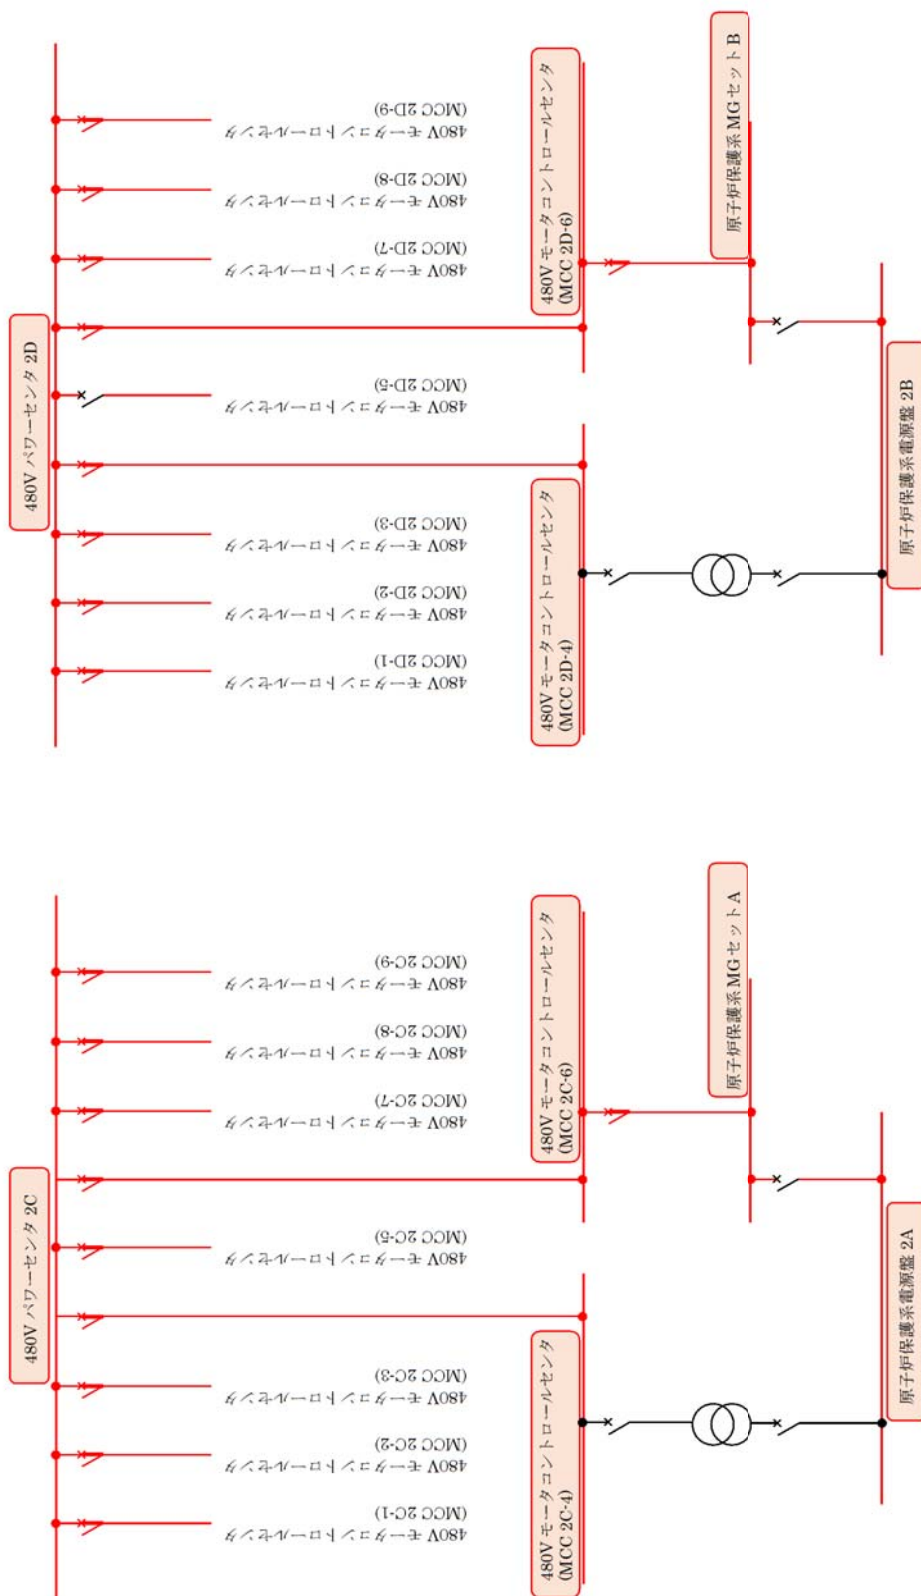 480V パワーセンタ 2C
480V モータコントロールセンタ
(MCC 2C-1)
480V モータコントロールセンタ
(MCC 2C-2)
480V モータコントロールセンタ
(MCC 2C-3)
480V モータコントロールセンタ
(MCC 2C-4)
480V モータコントロールセンタ
(MCC 2C-5)
480V モータコントロールセンタ
(MCC 2C-6)
480V モータコントロールセンタ
(MCC 2C-7)
480V モータコントロールセンタ
(MCC 2C-8)
480V モータコントロールセンタ
(MCC 2C-9)
原子炉保護系 MG セット A
原子炉保護系電源盤 2A
480V パワーセンタ 2D
480V モータコントロールセンタ
(MCC 2D-1)
480V モータコントロールセンタ
(MCC 2D-2)
480V モータコントロールセンタ
(MCC 2D-3)
480V モータコントロールセンタ
(MCC 2D-4)
480V モータコントロールセンタ
(MCC 2D-5)
480V モータコントロールセンタ
(MCC 2D-6)
480V モータコントロールセンタ
(MCC 2D-7)
480V モータコントロールセンタ
(MCC 2D-8)
480V モータコントロールセンタ
(MCC 2D-9)
原子炉保護系 MG セット B
原子炉保護系電源盤 2B